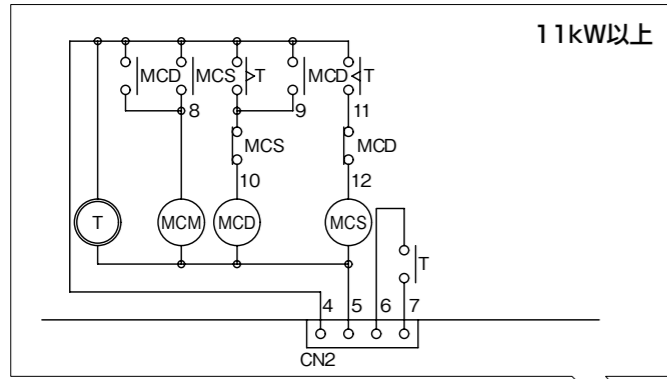 11kW以上
MCD MCS T MCD T
8 9 11
MCS MCD
10 12
T MCM MCD MCS
T
4 5 6 7
CN2